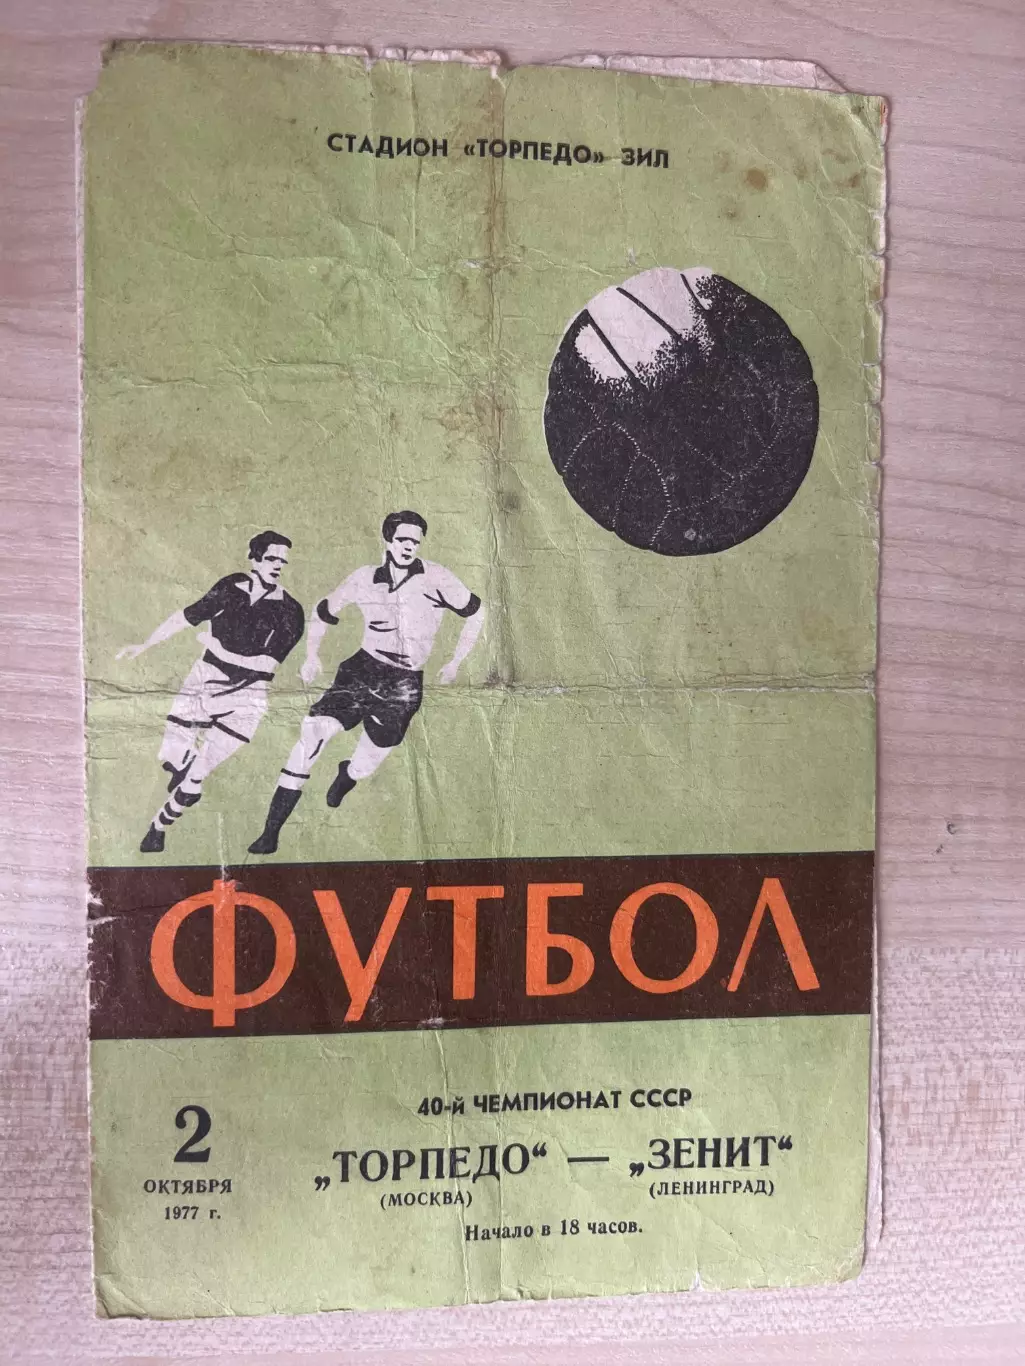 СТАДИОН «ТОРПЕДО» ЗИЛ
ФУТБОЛ
2
ОКТЯБРЯ
1977 г.
40-й ЧЕМПИОНАТ СССР
„ТОРПЕДО“ — „ЗЕНИТ“
(МОСКВА) (ЛЕНИНГРАД)
Начало в 18 часов.